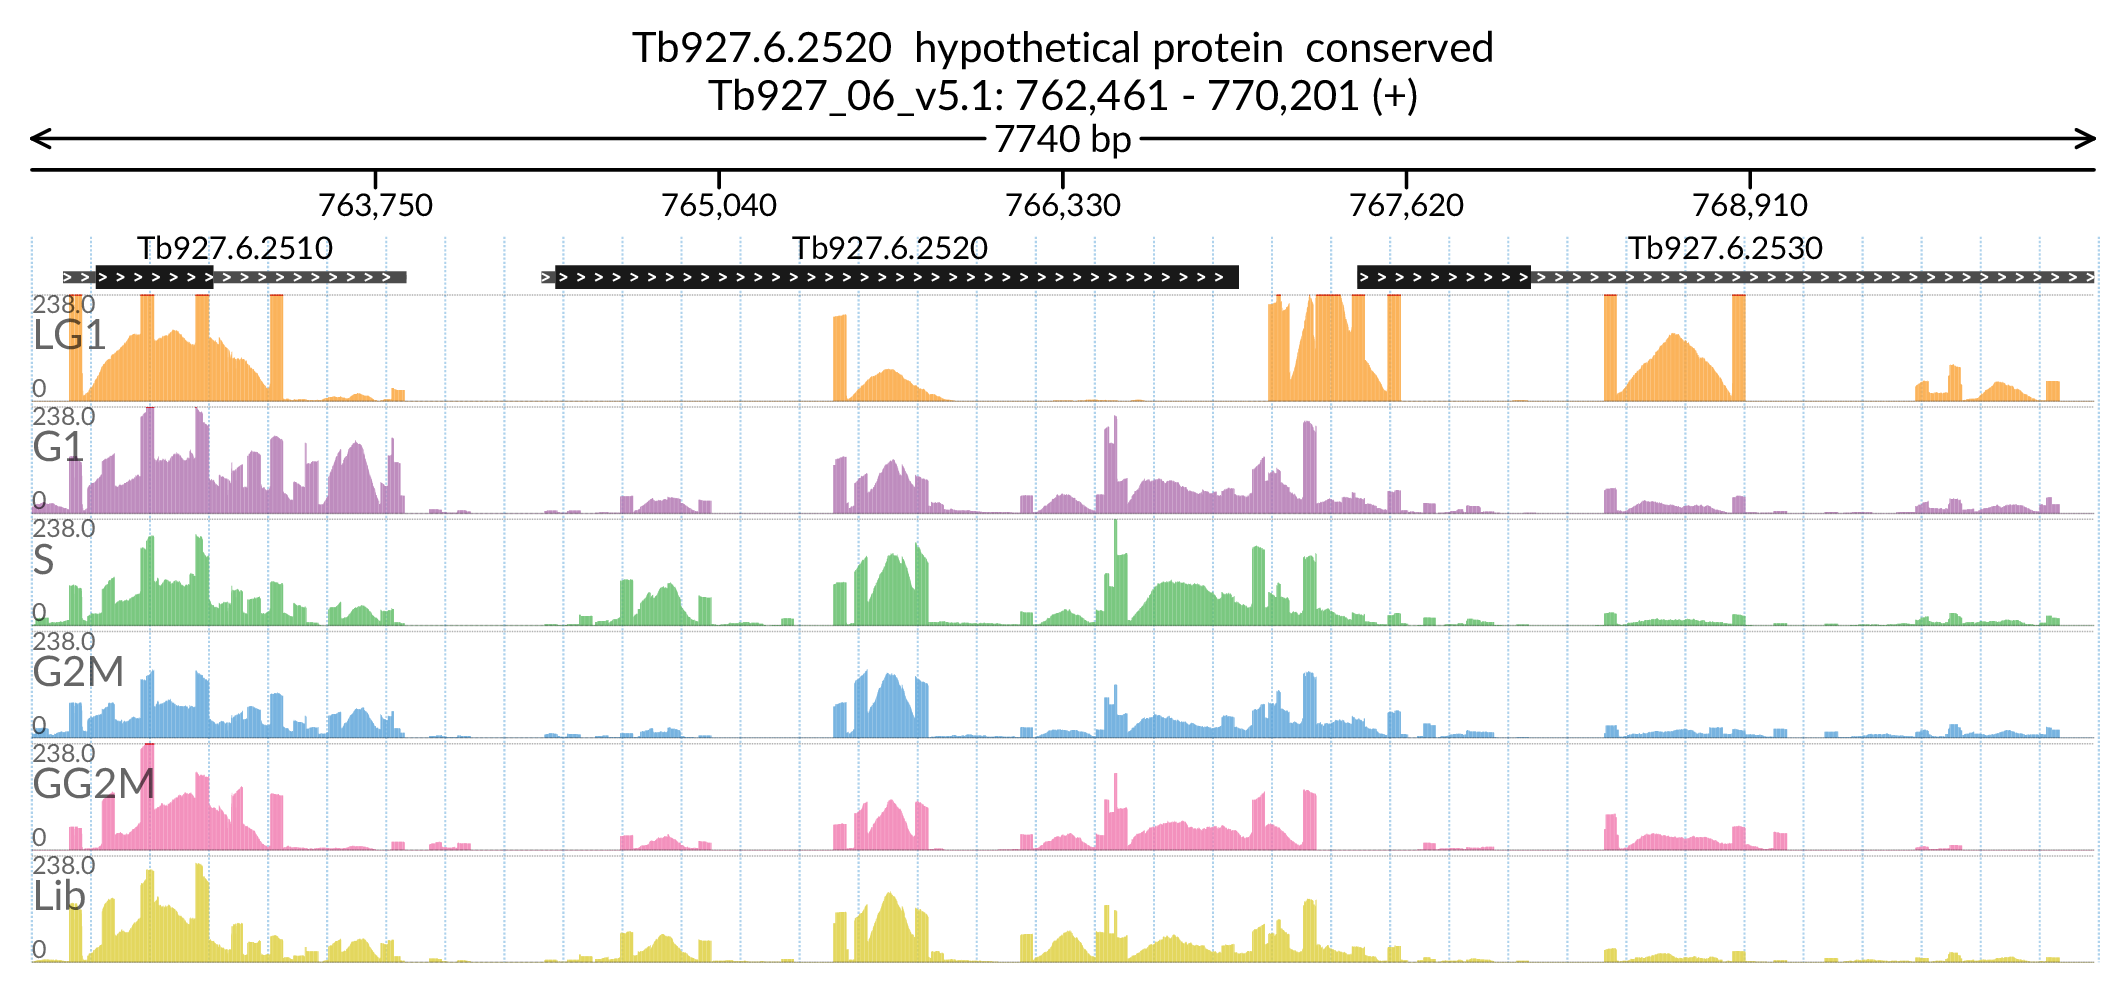 Tb927.6.2520  hypothetical protein  conserved
Tb927_06_v5.1: 762,461 - 770,201 (+)
7740 bp
763,750 765,040 766,330 767,620 768,910
Tb927.6.2510 Tb927.6.2520 Tb927.6.2530
238.0
LG1
0
238.0
G1
0
238.0
S
0
238.0
G2M
0
238.0
GG2M
0
238.0
Lib
0